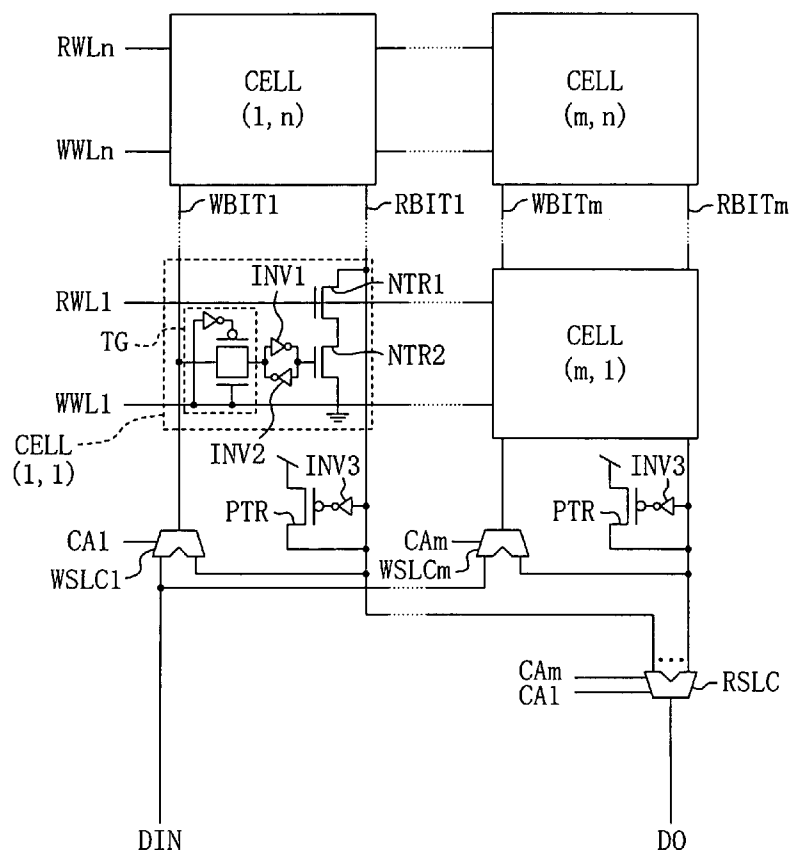 RWLn
CELL
(1, n)
CELL
(m, n)
WWLn
WBIT1
RBIT1
WBITm
RBITm
INV1
RWL1
NTR1
TG
CELL
(m, 1)
NTR2
WWL1
INV2
CELL
(1, 1)
INV3
INV3
PTR
PTR
CA1
CAm
WSLC1
WSLCm
CAm
CA1
RSLC
DIN
DO